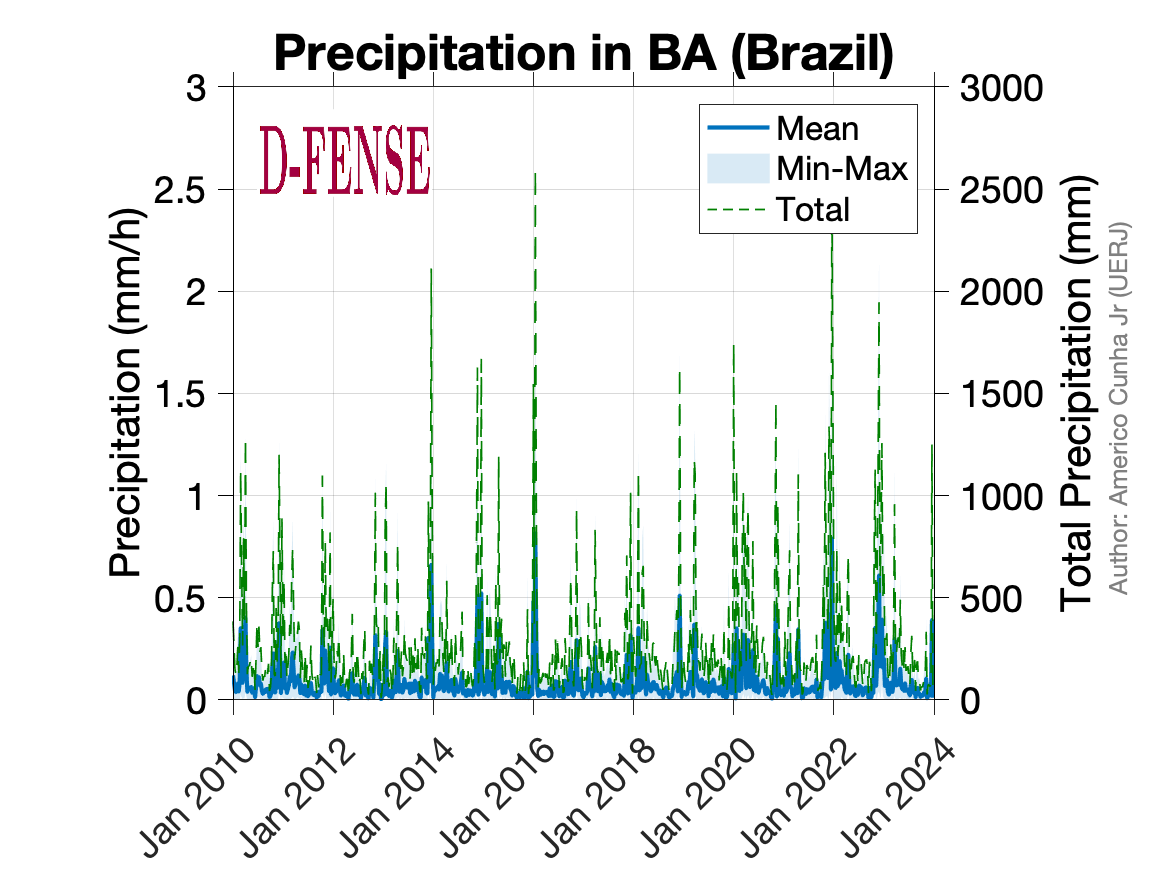 Precipitation in BA (Brazil)
D-FENSE
Mean
Min-Max
Total
Precipitation (mm/h)
3
2.5
2
1.5
1
0.5
0
3000
2500
2000
1500
1000
500
0
Total Precipitation (mm)
Author: Americo Cunha Jr (UERJ)
Jan 2010
Jan 2012
Jan 2014
Jan 2016
Jan 2018
Jan 2020
Jan 2022
Jan 2024